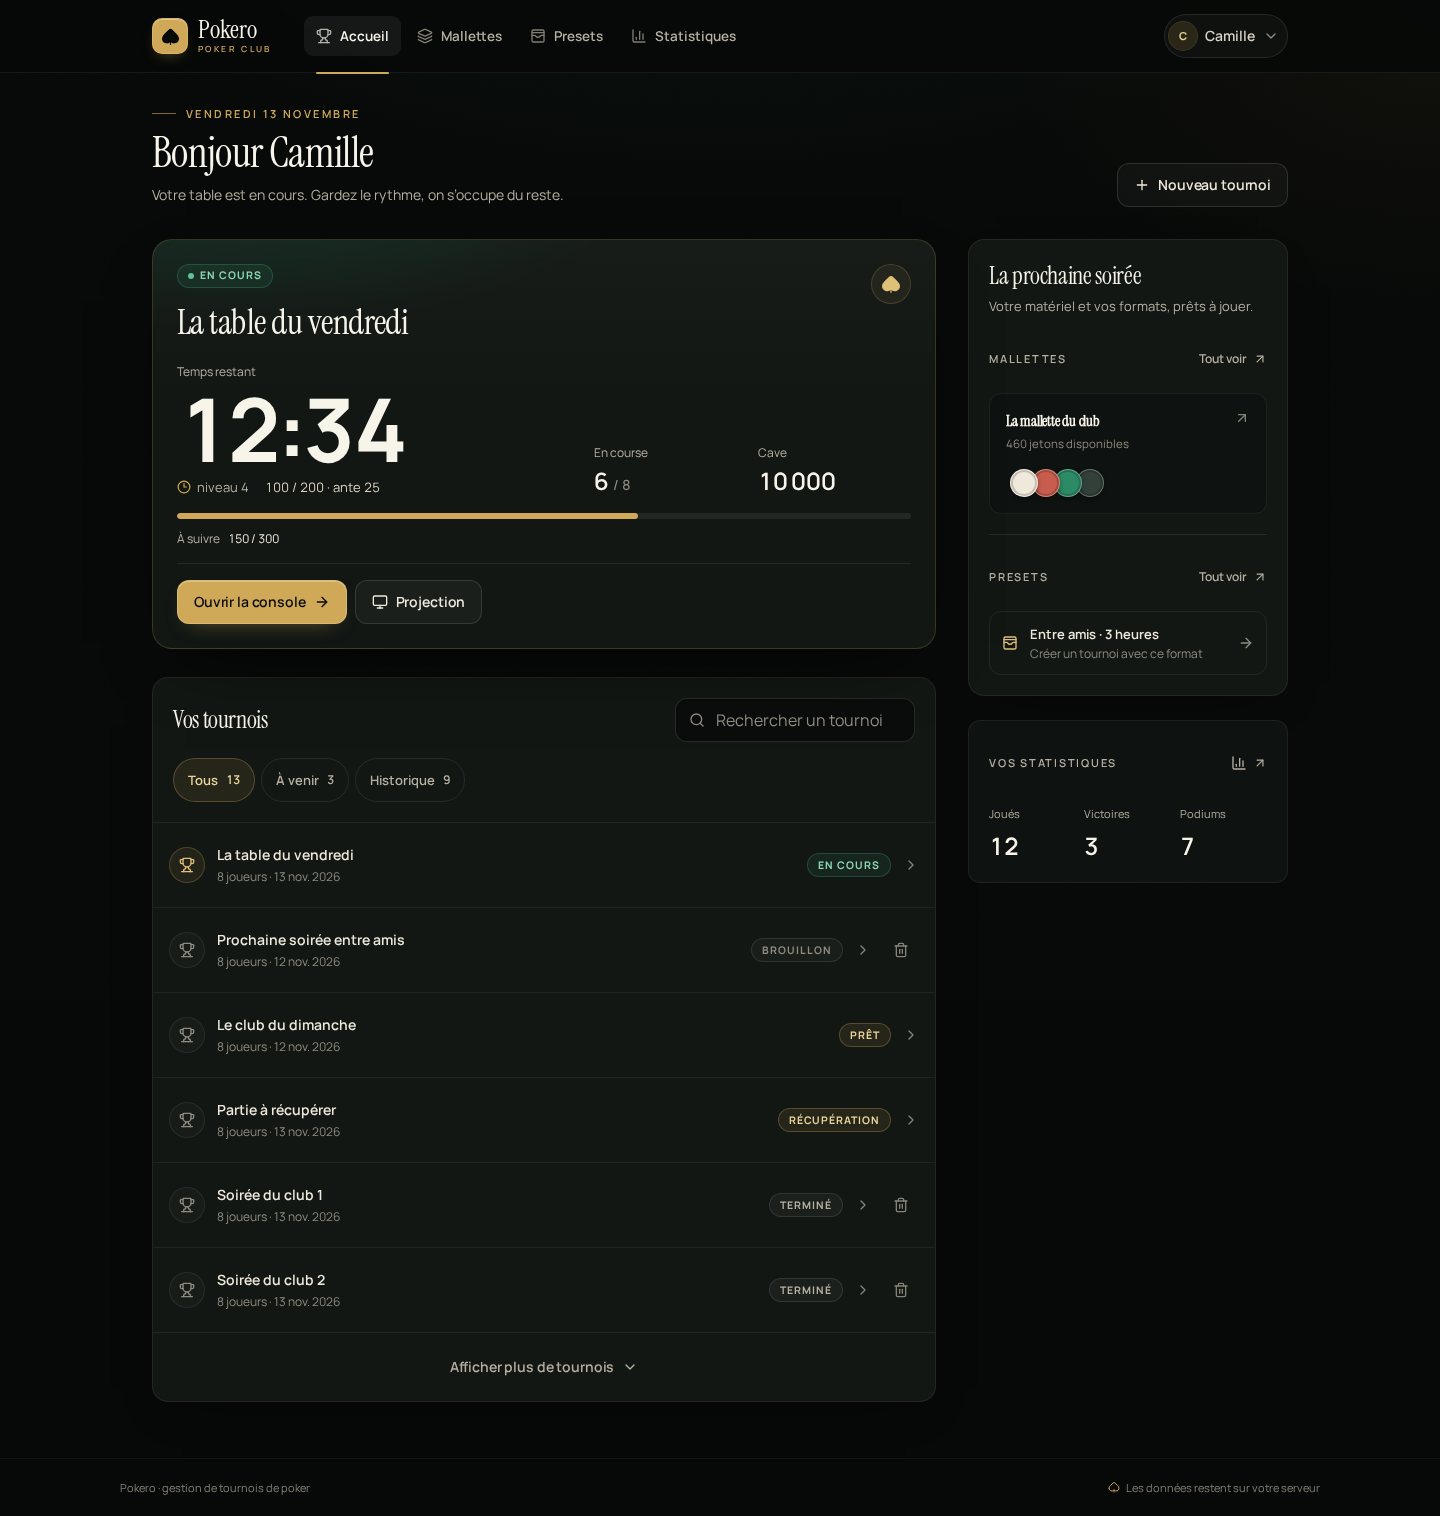 Pokero
POKER CLUB
Accueil
Mallettes
Presets
Statistiques
C
Camille
VENDREDI 13 NOVEMBRE
Bonjour Camille
Votre table est en cours. Gardez le rythme, on s'occupe du reste.
Nouveau tournoi
EN COURS
La table du vendredi
Temps restant
12:34
niveau 4 100 / 200 · ante 25
En course
6 / 8
Cave
10 000
À suivre 150 / 300
Ouvrir la console
Projection
La prochaine soirée
Votre matériel et vos formats, prêts à jouer.
MALLETTES
Tout voir
La mallette du club
460 jetons disponibles
PRESETS
Tout voir
Entre amis · 3 heures
Créer un tournoi avec ce format
VOS STATISTIQUES
Joués
Victoires
Podiums
12
3
7
Vos tournois
Rechercher un tournoi
Tous 13
À venir 3
Historique 9
La table du vendredi
8 joueurs · 13 nov. 2026
EN COURS
Prochaine soirée entre amis
8 joueurs · 12 nov. 2026
BROUILLON
Le club du dimanche
8 joueurs · 12 nov. 2026
PRÊT
Partie à récupérer
8 joueurs · 13 nov. 2026
RÉCUPÉRATION
Soirée du club 1
8 joueurs · 13 nov. 2026
TERMINÉ
Soirée du club 2
8 joueurs · 13 nov. 2026
TERMINÉ
Afficher plus de tournois
Pokero · gestion de tournois de poker
Les données restent sur votre serveur